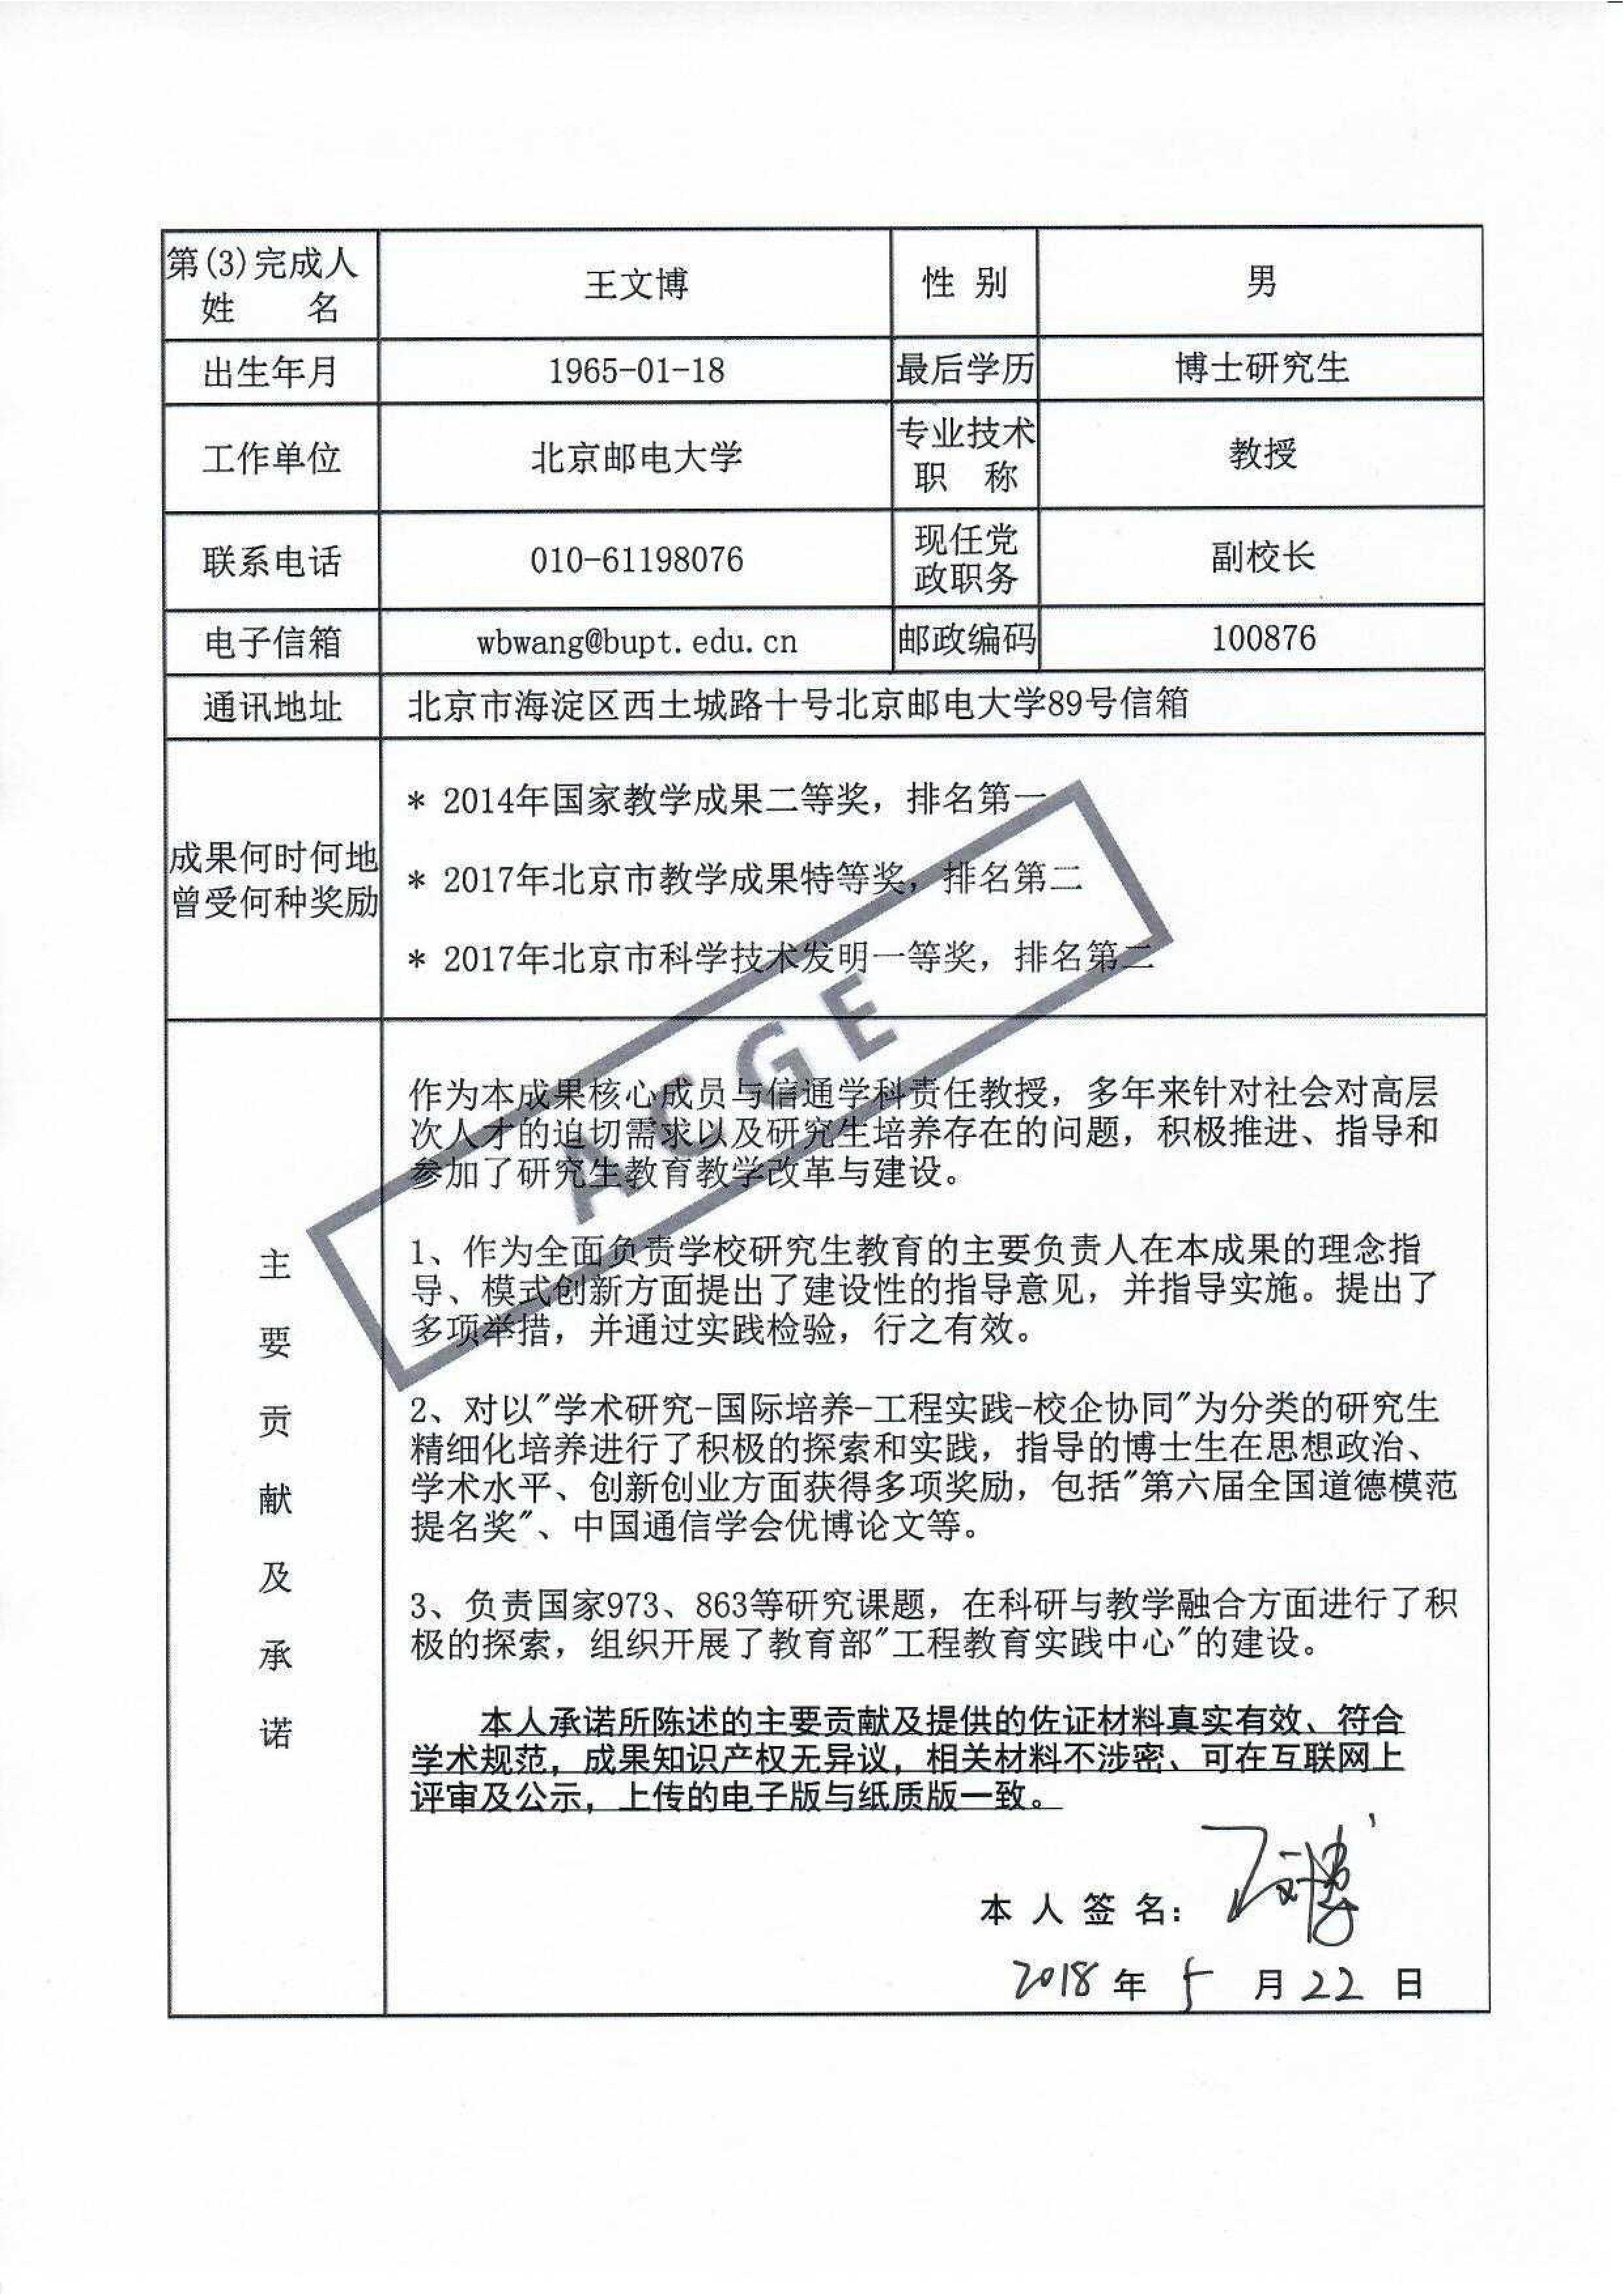 第(3)完成人
姓 名
王文博
性 别
男
出生年月
1965-01-18
最后学历
博士研究生
工作单位
北京邮电大学
专业技术
职 称
教授
联系电话
010-61198076
现任党
政职务
副校长
电子信箱
wbwang@bupt.edu.cn
邮政编码
100876
通讯地址
北京市海淀区西土城路十号北京邮电大学89号信箱
成果何时何地
曾受何种奖励
* 2014年国家教学成果二等奖，排名第一
* 2017年北京市教学成果特等奖，排名第二
* 2017年北京市科学技术发明一等奖，排名第二
ACGE
主
要
贡
献
及
承
诺
作为本成果核心成员与信通学科责任教授，多年来针对社会对高层
次人才的迫切需求以及研究生培养存在的问题，积极推进、指导和
参加了研究生教育教学改革与建设。
1、作为全面负责学校研究生教育的主要负责人在本成果的理念指
导、模式创新方面提出了建设性的指导意见，并指导实施。提出了
多项举措，并通过实践检验，行之有效。
2、对以"学术研究-国际培养-工程实践-校企协同"为分类的研究生
精细化培养进行了积极的探索和实践，指导的博士生在思想政治、
学术水平、创新创业方面获得多项奖励，包括"第六届全国道德模范
提名奖"、中国通信学会优博论文等。
3、负责国家973、863等研究课题，在科研与教学融合方面进行了积
极的探索，组织开展了教育部"工程教育实践中心"的建设。
本人承诺所陈述的主要贡献及提供的佐证材料真实有效、符合
学术规范，成果知识产权无异议，相关材料不涉密、可在互联网上
评审及公示，上传的电子版与纸质版一致。
本 人 签 名：王文博
2018 年 5 月 22 日